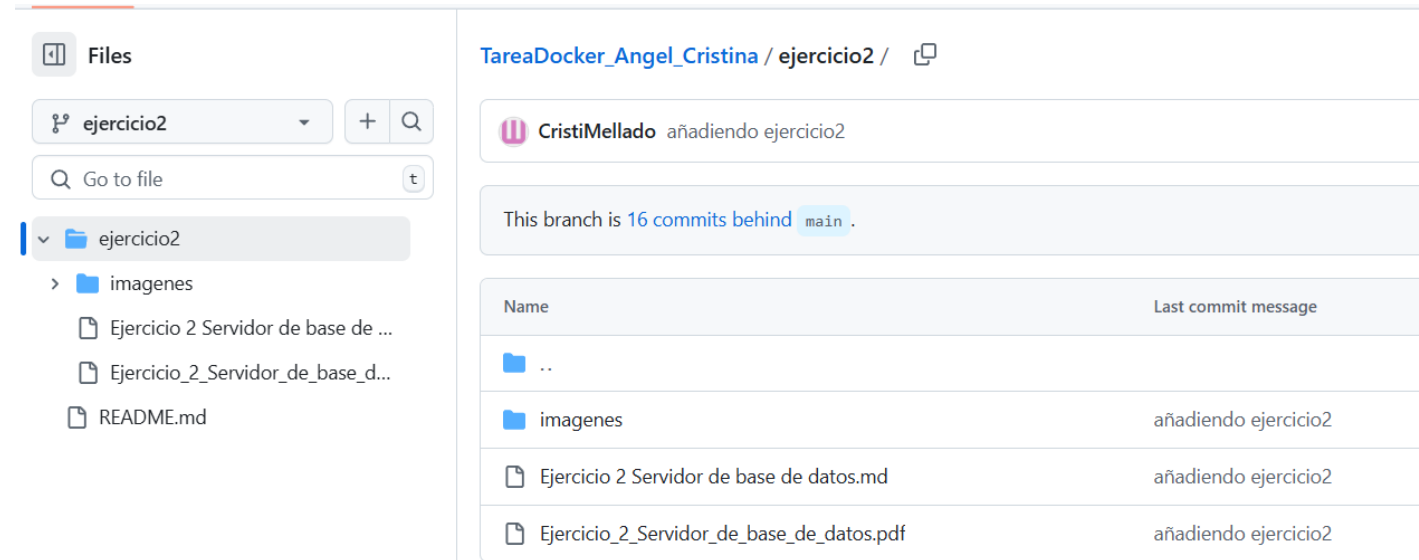 Files
ejercicio2
Go to file
t
ejercicio2
imagenes
Ejercicio 2 Servidor de base de ...
Ejercicio_2_Servidor_de_base_d...
README.md
TareaDocker_Angel_Cristina / ejercicio2 /
CristiMellado añadiendo ejercicio2
This branch is 16 commits behind main .
Name Last commit message
..
imagenes añadiendo ejercicio2
Ejercicio 2 Servidor de base de datos.md añadiendo ejercicio2
Ejercicio_2_Servidor_de_base_de_datos.pdf añadiendo ejercicio2